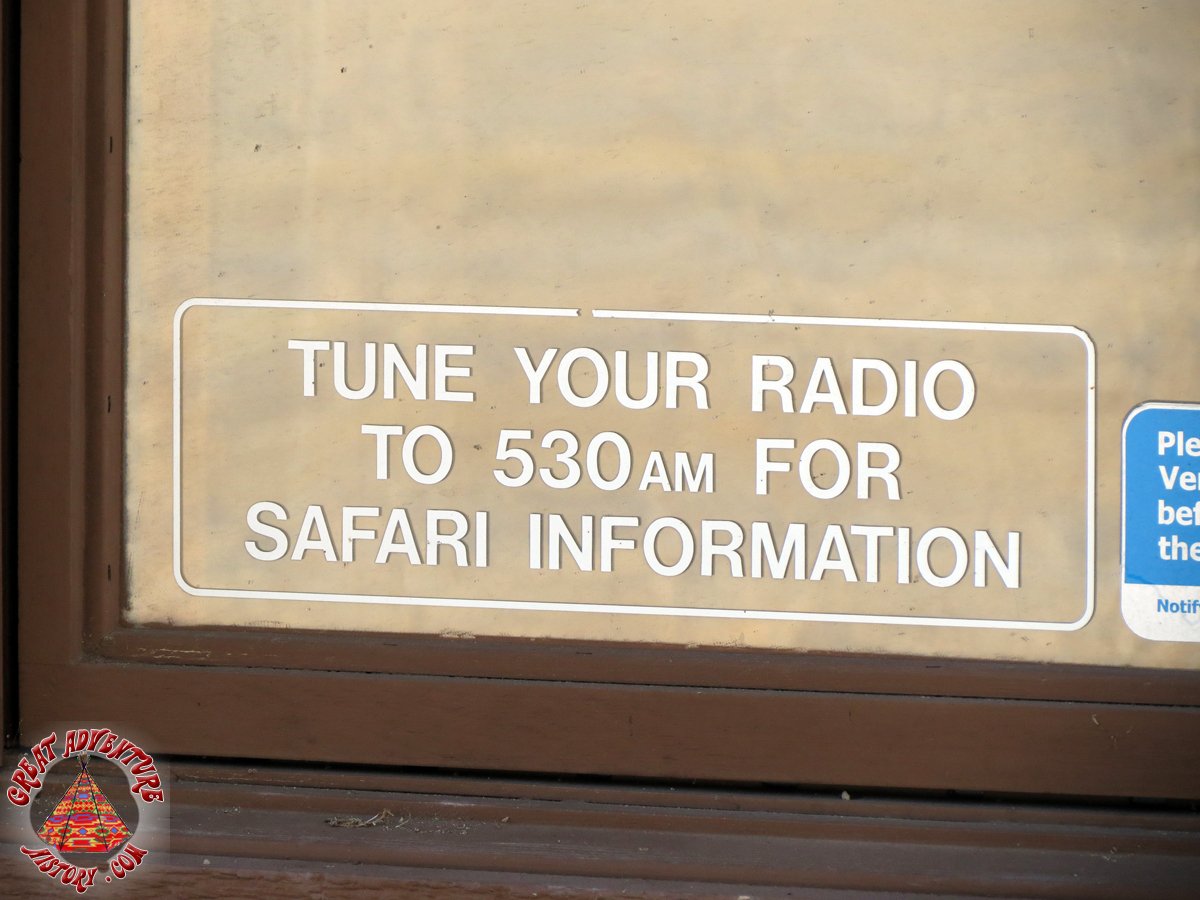 TUNE YOUR RADIO
TO 530AM FOR
SAFARI INFORMATION
GREAT ADVENTURE
HISTORY.COM